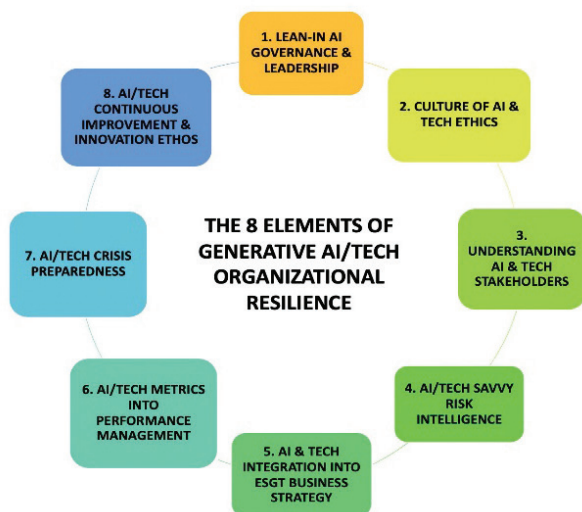 1. LEAN-IN AI
GOVERNANCE &
LEADERSHIP
2. CULTURE OF AI &
TECH ETHICS
3.
UNDERSTANDING
AI & TECH
STAKEHOLDERS
4. AI/TECH SAVVY
RISK
INTELLIGENCE
5. AI & TECH
INTEGRATION INTO
ESGT BUSINESS
STRATEGY
6. AI/TECH METRICS
INTO
PERFORMANCE
MANAGEMENT
7. AI/TECH CRISIS
PREPAREDNESS
8. AI/TECH
CONTINUOUS
IMPROVEMENT &
INNOVATION ETHOS
THE 8 ELEMENTS OF
GENERATIVE AI/TECH
ORGANIZATIONAL
RESILIENCE